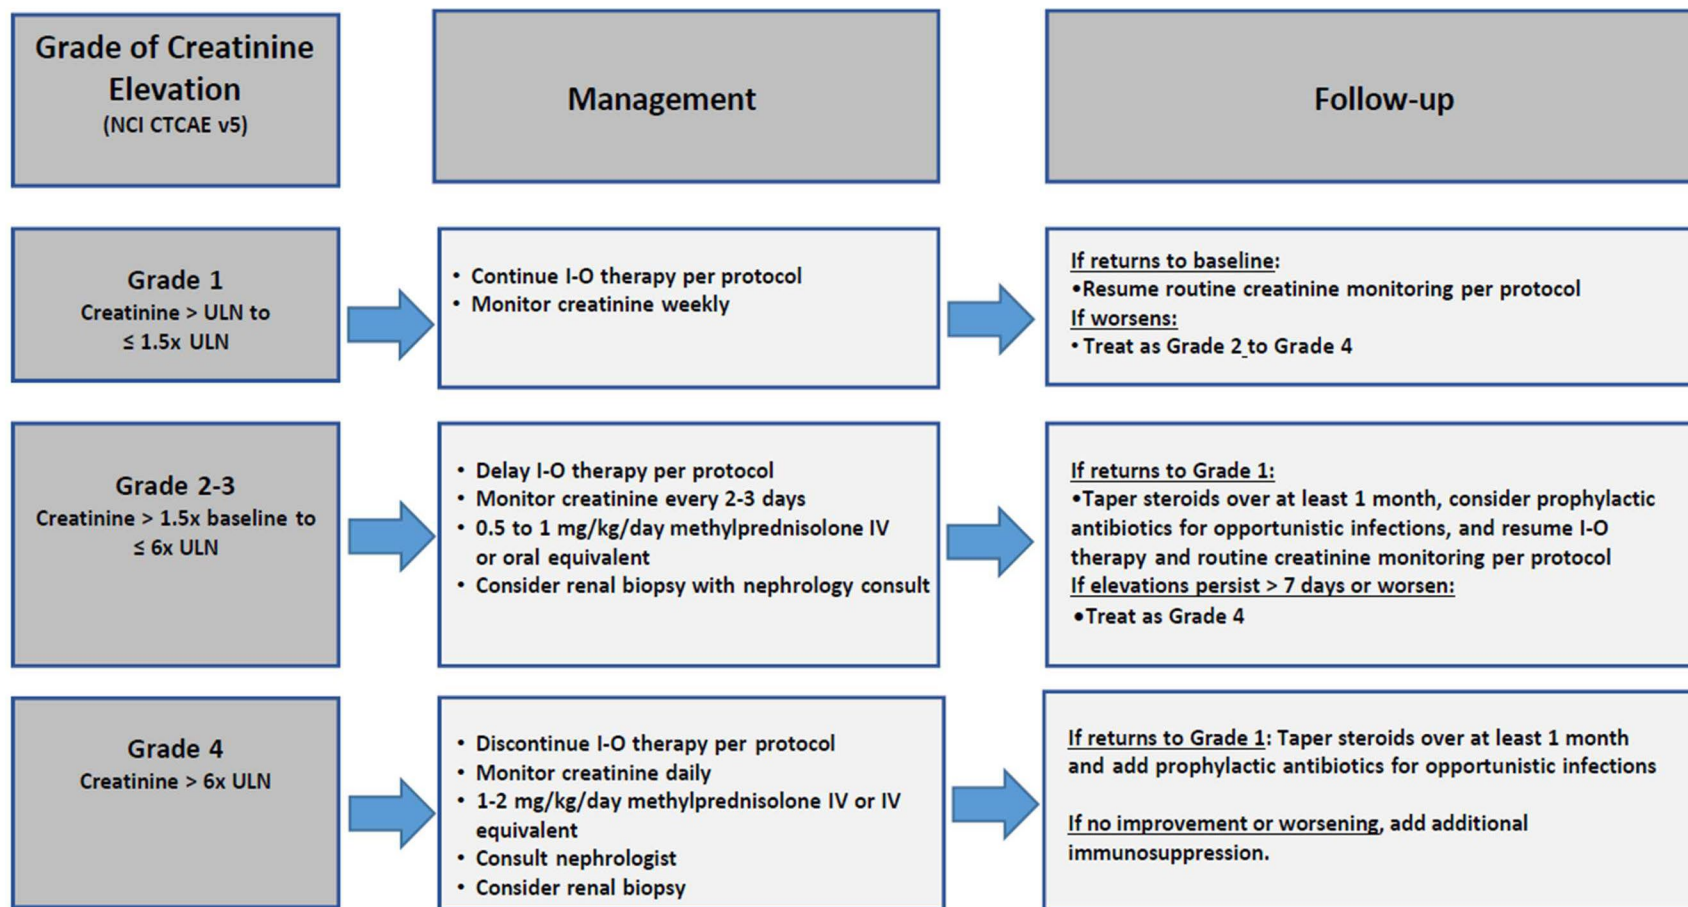 Grade of Creatinine
Elevation
(NCI CTCAE v5)
Management
Follow-up
Grade 1
Creatinine > ULN to
≤ 1.5x ULN
• Continue I-O therapy per protocol
• Monitor creatinine weekly
If returns to baseline:
•Resume routine creatinine monitoring per protocol
If worsens:
• Treat as Grade 2 to Grade 4
Grade 2-3
Creatinine > 1.5x baseline to
≤ 6x ULN
• Delay I-O therapy per protocol
• Monitor creatinine every 2-3 days
• 0.5 to 1 mg/kg/day methylprednisolone IV
or oral equivalent
• Consider renal biopsy with nephrology consult
If returns to Grade 1:
•Taper steroids over at least 1 month, consider prophylactic
antibiotics for opportunistic infections, and resume I-O
therapy and routine creatinine monitoring per protocol
If elevations persist > 7 days or worsen:
•Treat as Grade 4
Grade 4
Creatinine > 6x ULN
• Discontinue I-O therapy per protocol
• Monitor creatinine daily
• 1-2 mg/kg/day methylprednisolone IV or IV
equivalent
• Consult nephrologist
• Consider renal biopsy
If returns to Grade 1: Taper steroids over at least 1 month
and add prophylactic antibiotics for opportunistic infections
If no improvement or worsening, add additional
immunosuppression.